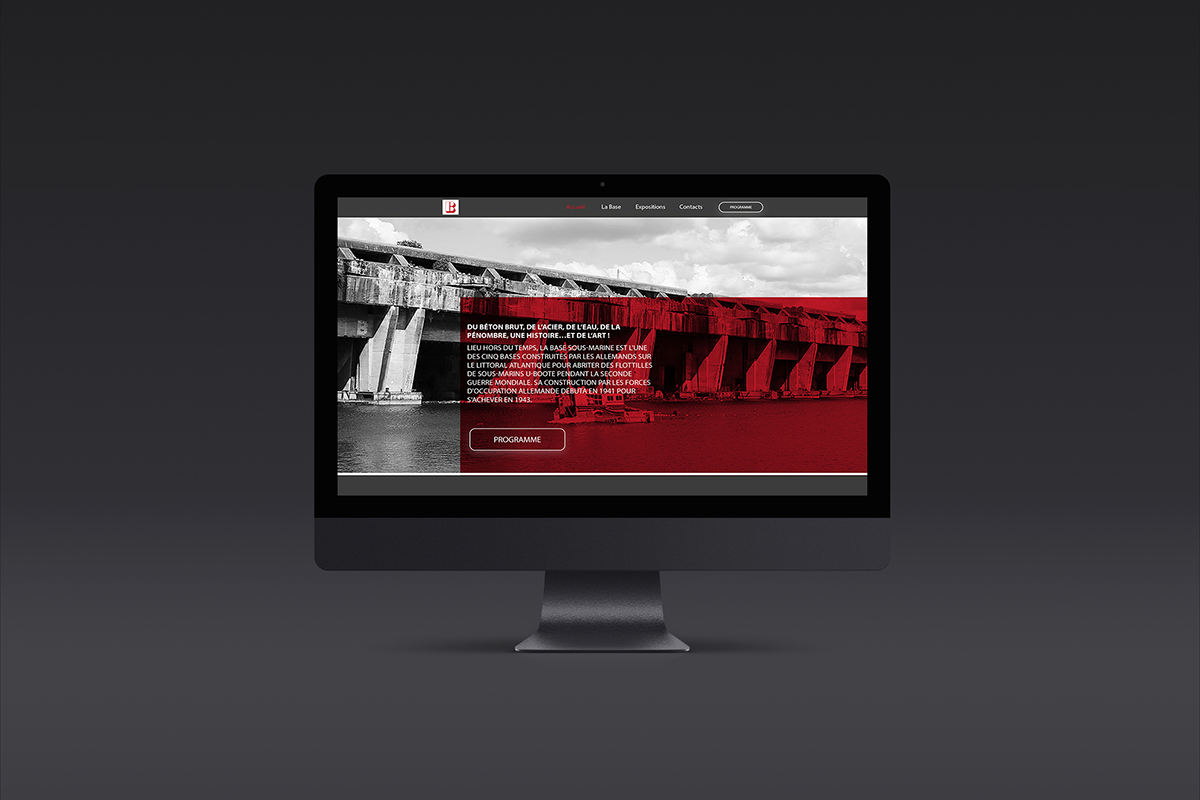 B
Accueil La Base Expositions Contacts PROGRAMME
DU BÉTON BRUT, DE L'ACIER, DE L'EAU, DE LA
PÉNOMBRE, UNE HISTOIRE...ET DE L'ART !
LIEU HORS DU TEMPS, LA BASE SOUS-MARINE EST L'UNE
DES CINQ BASES CONSTRUITES PAR LES ALLEMANDS SUR
LE LITTORAL ATLANTIQUE POUR ABRITER DES FLOTTILLES
DE SOUS-MARINS U-BOOTE PENDANT LA SECONDE
GUERRE MONDIALE. SA CONSTRUCTION PAR LES FORCES
D'OCCUPATION ALLEMANDE DÉBUTA EN 1941 POUR
S'ACHEVER EN 1943.
PROGRAMME